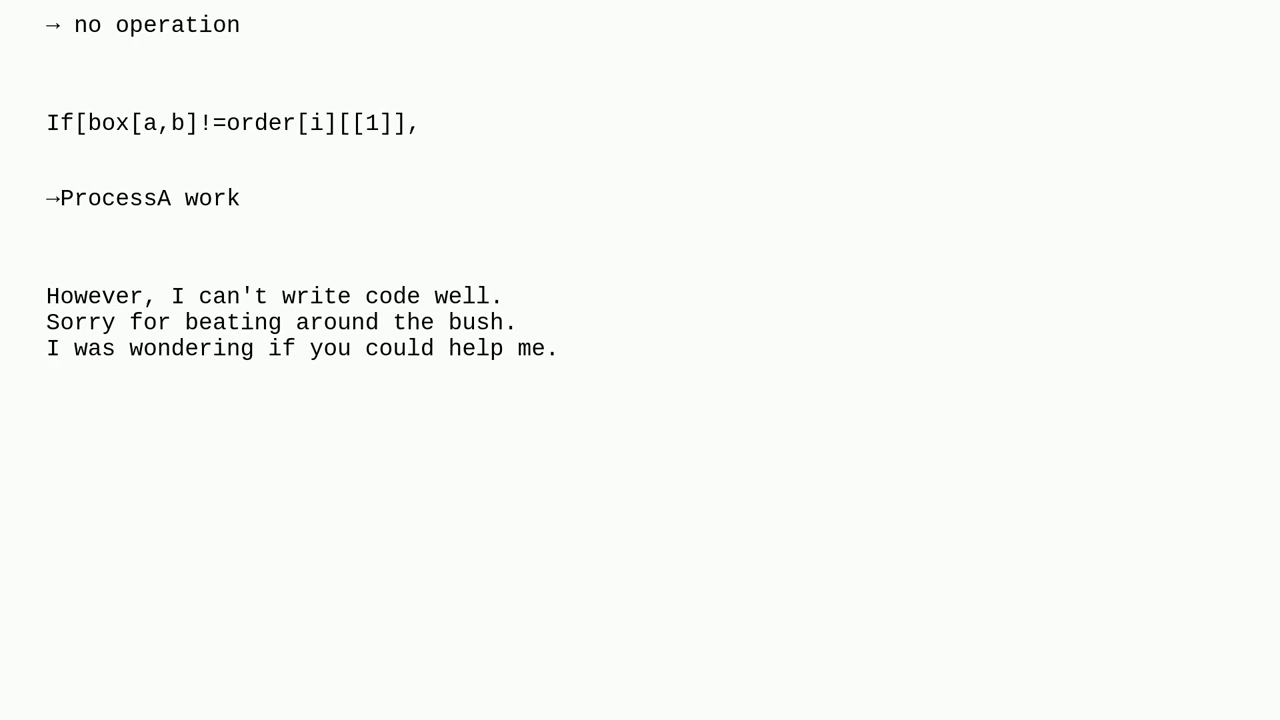 → no operation
If[box[a,b]!=order[i][[1]],
→ProcessA work
However, I can't write code well.
Sorry for beating around the bush.
I was wondering if you could help me.